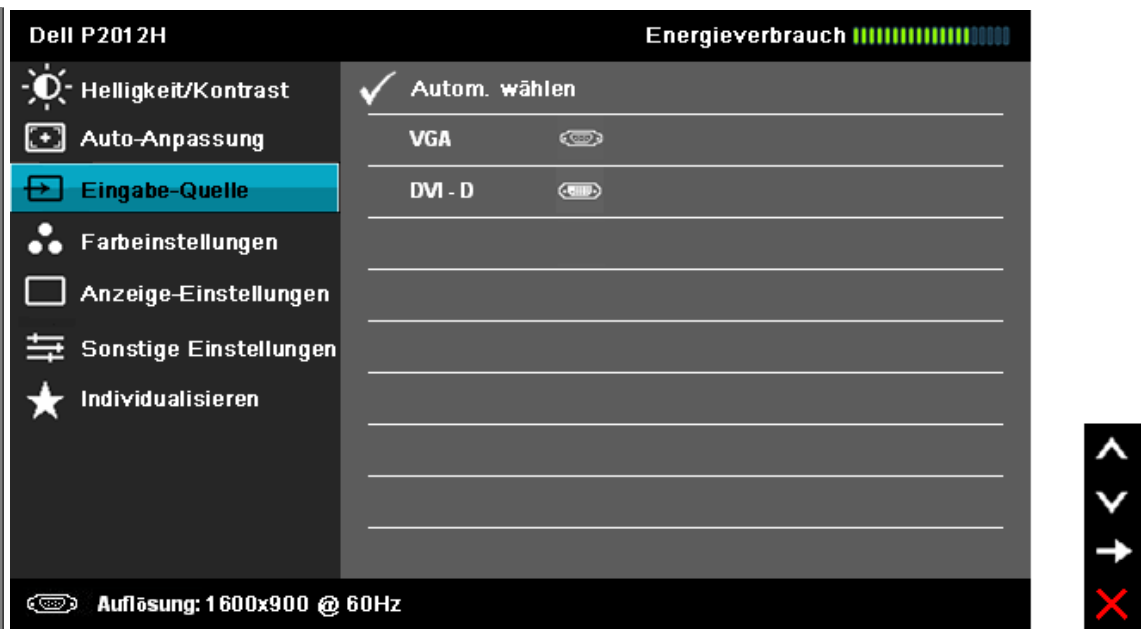 Dell P2012H
Energieverbrauch
Helligkeit/Kontrast
Auto-Anpassung
Eingabe-Quelle
Farbeinstellungen
Anzeige-Einstellungen
Sonstige Einstellungen
Individualisieren
Autom. wählen
VGA
DVI - D
Auflösung: 1600x900 @ 60Hz